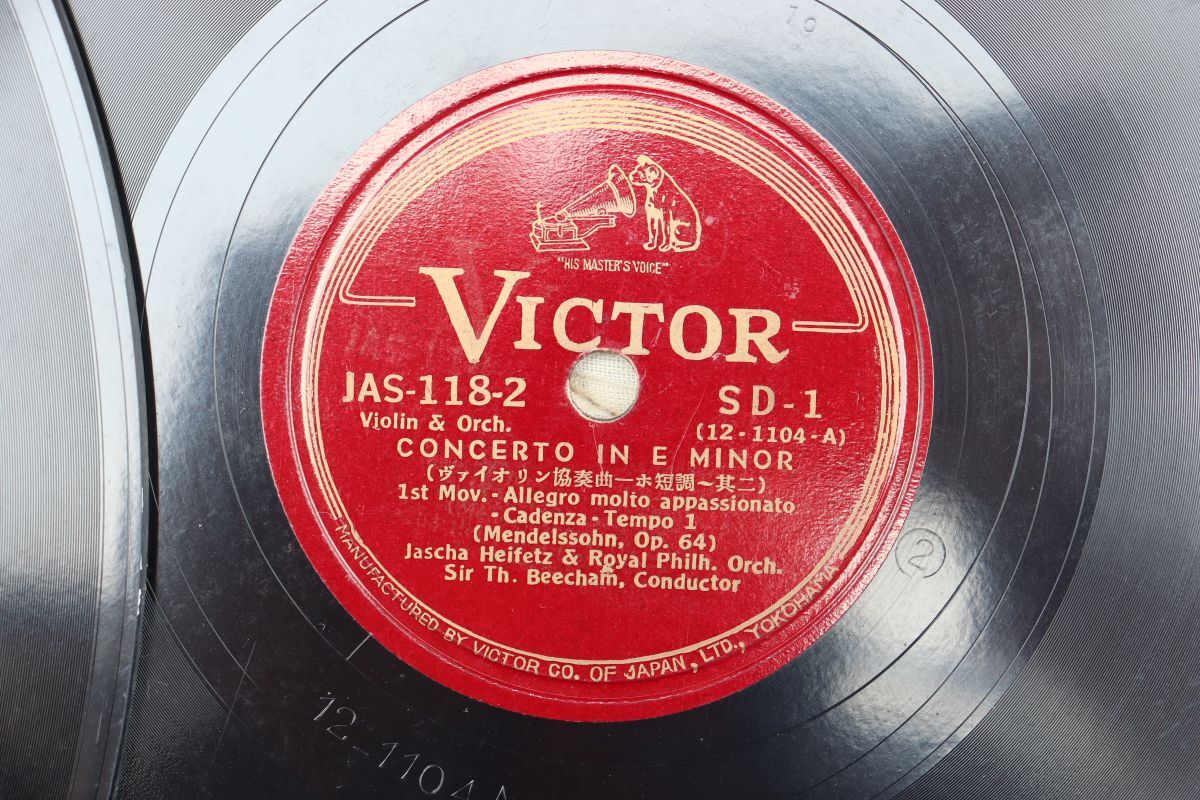 19
"HIS MASTER'S VOICE"
VICTOR
JAS-118-2
SD-1
Violin & Orch.
(12-1104-A)
CONCERTO IN E MINOR
(ヴァイオリン協奏曲—ホ短調~其二)
1st Mov.-Allegro molto appassionato
-Cadenza-Tempo 1
(Mendelssohn, Op. 64)
Jascha Heifetz & Royal Philh. Orch.
Sir Th. Beecham, Conductor
MANUFACTURED BY VICTOR CO. OF JAPAN, LTD., YOKOHAMA
2
12-1104A